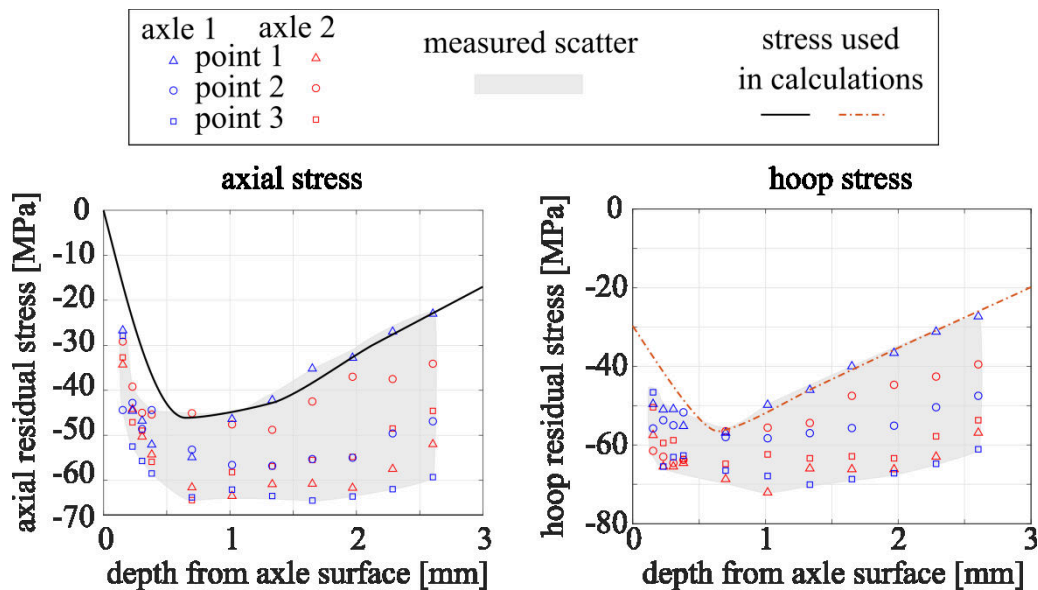 axle 1 axle 2
point 1
point 2
point 3
measured scatter
stress used
in calculations
axial stress
axial residual stress [MPa]
0
-10
-20
-30
-40
-50
-60
-70
0 1 2 3
depth from axle surface [mm]
hoop stress
hoop residual stress [MPa]
0
-20
-40
-60
-80
0 1 2 3
depth from axle surface [mm]